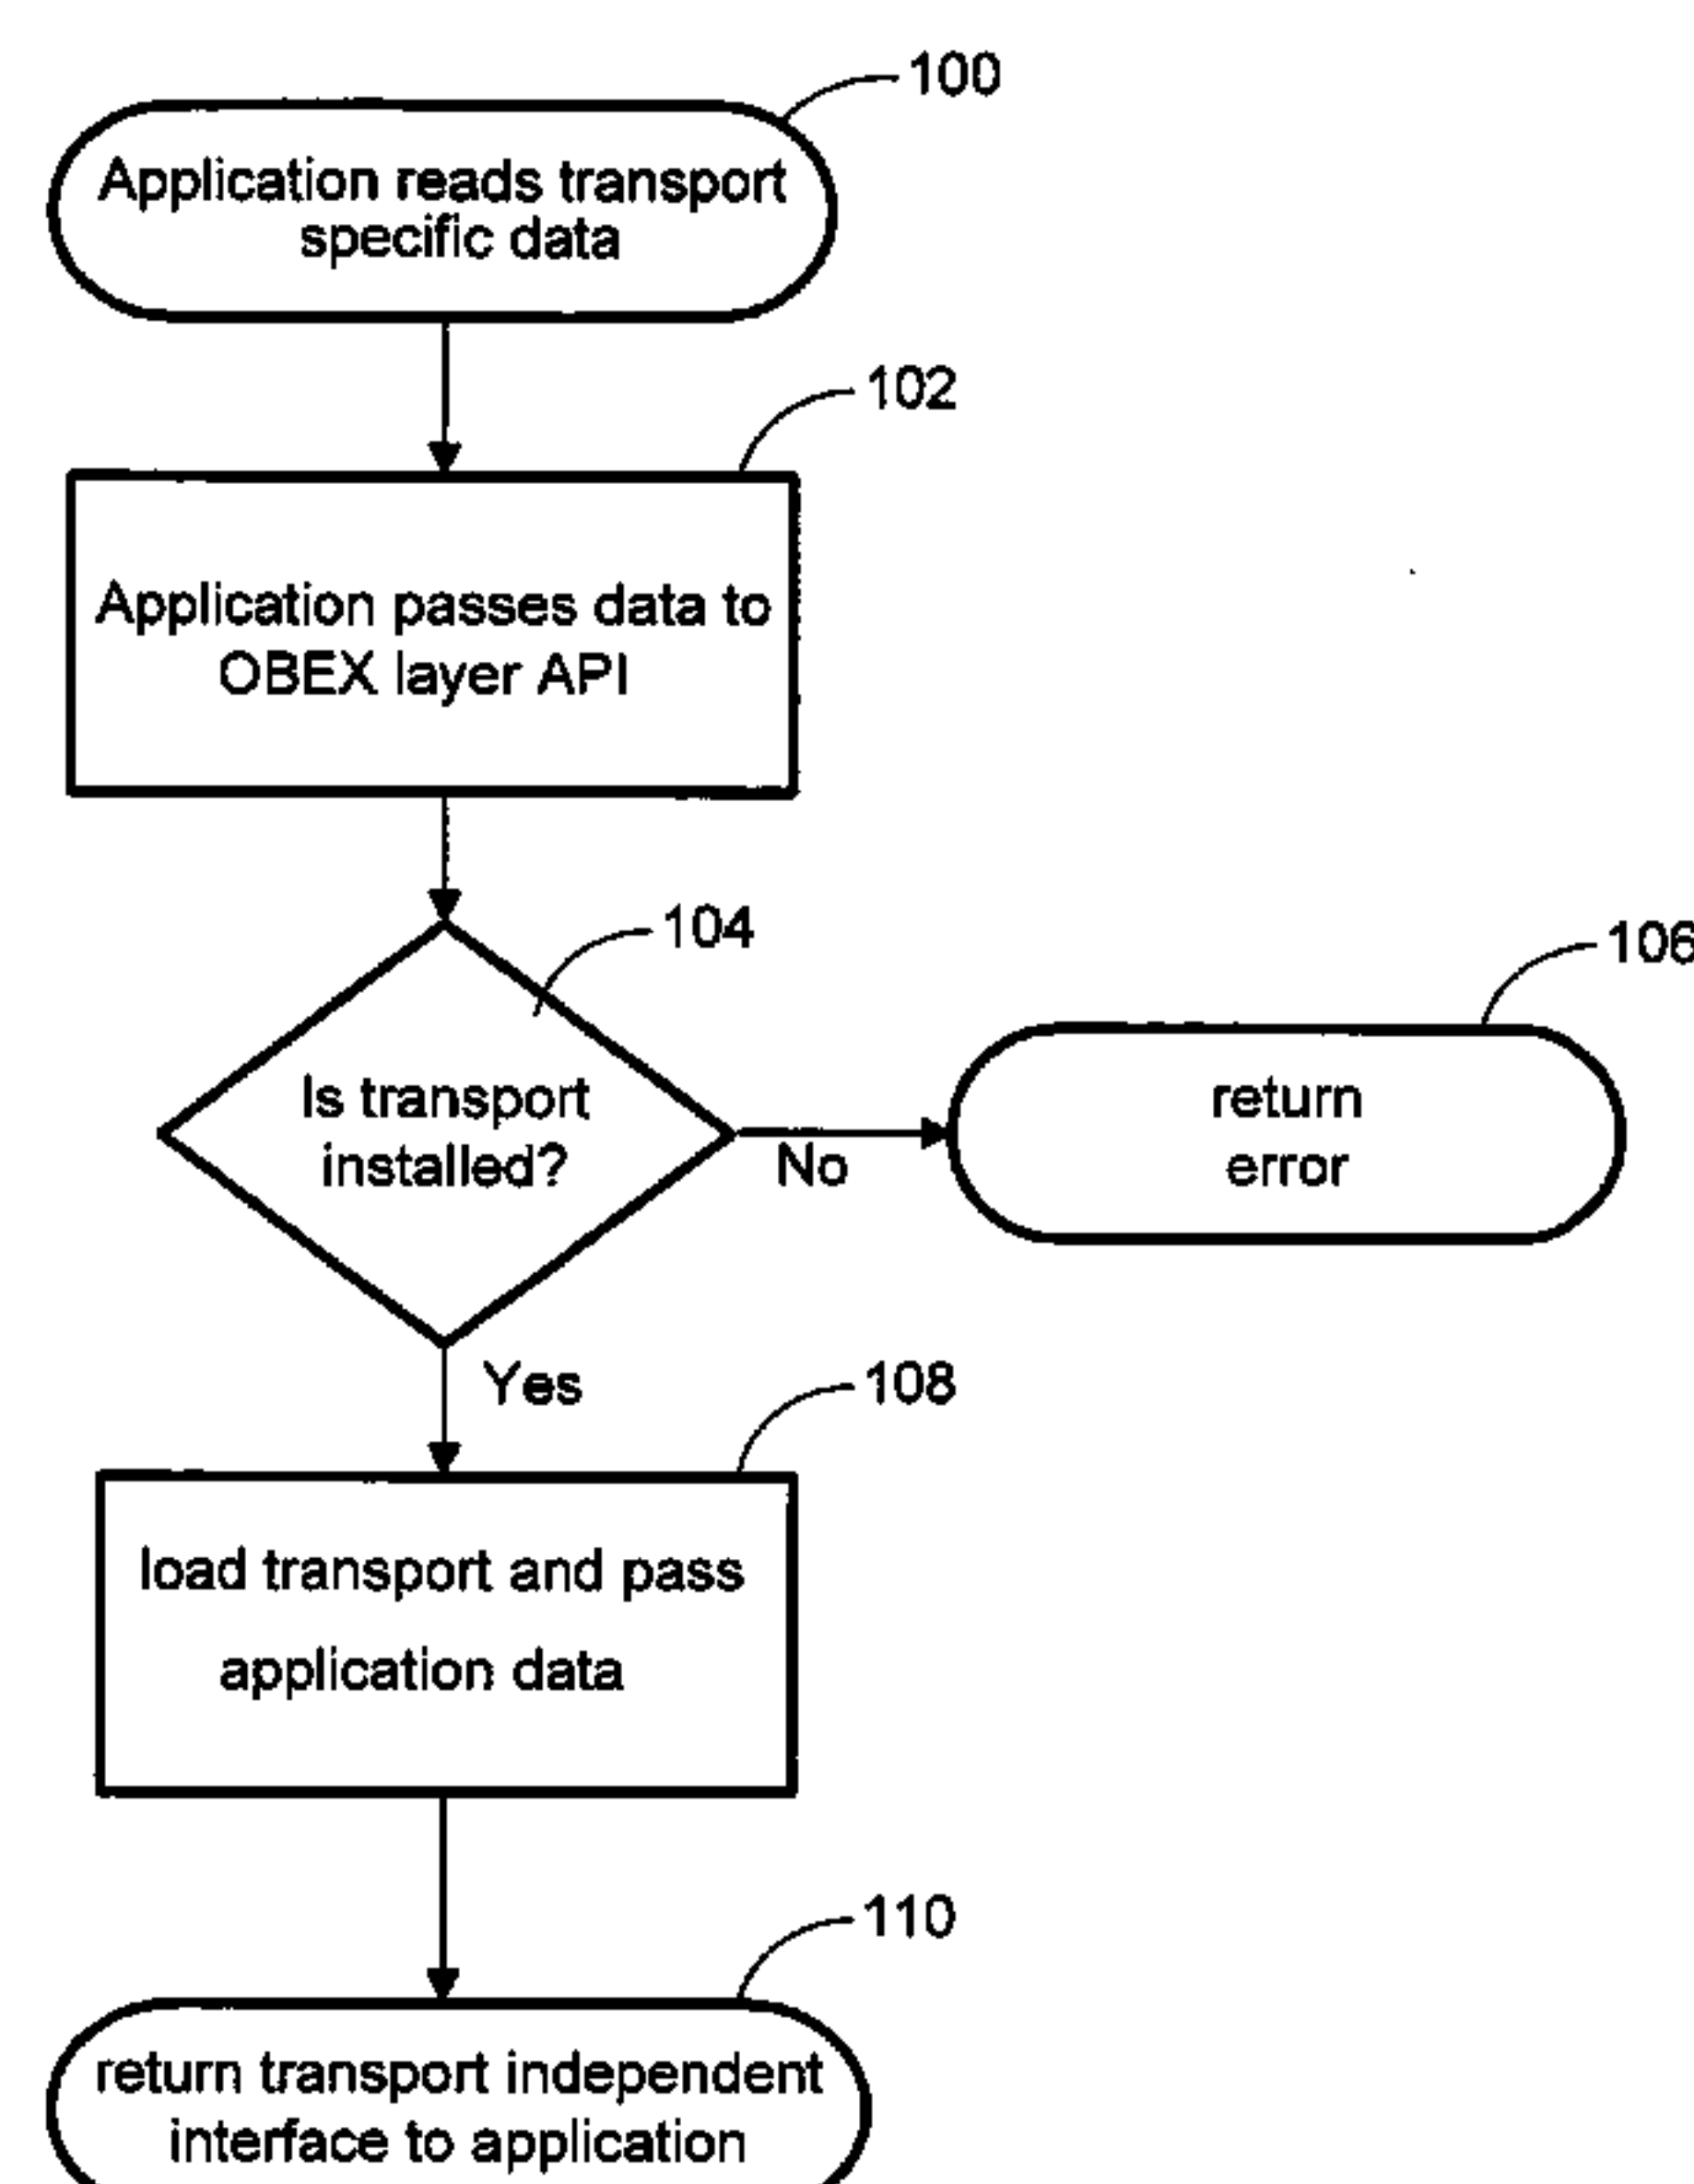 100
Application reads transport
specific data
102
Application passes data to
OBEX layer API
104
106
Is transport
installed?
No
return
error
Yes
108
load transport and pass
application data
110
return transport independent
interface to application